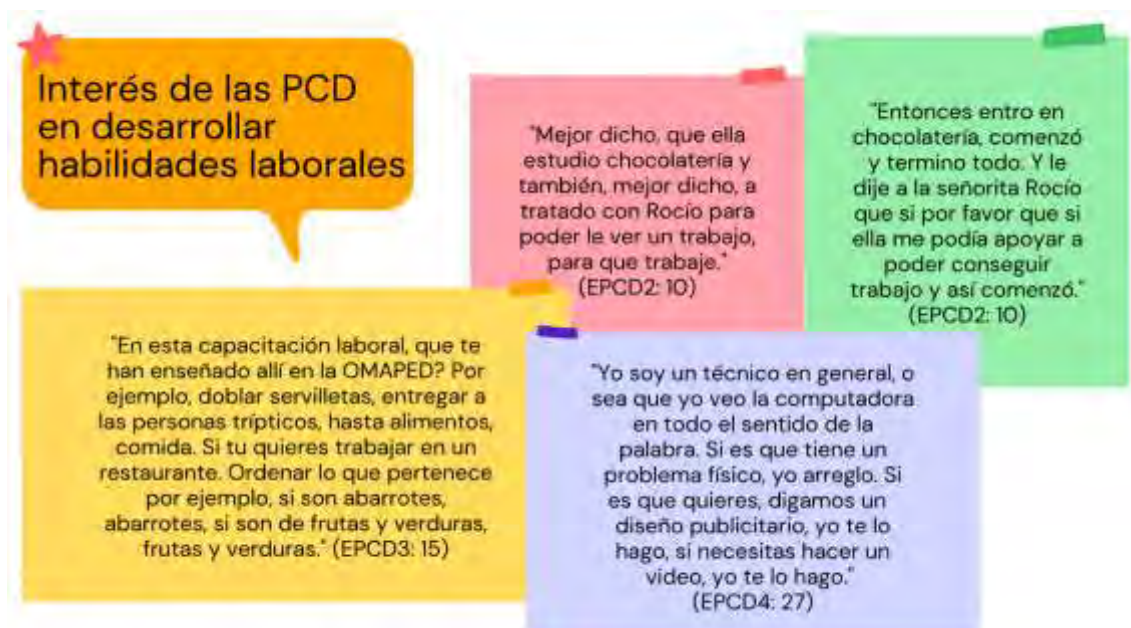 Interés de las PCD
en desarrollar
habilidades laborales
"Mejor dicho, que ella
estudio chocolatería y
también, mejor dicho, a
tratado con Rocío para
poder le ver un trabajo,
para que trabaje."
(EPCD2: 10)
"Entonces entro en
chocolatería, comenzó
y termino todo. Y le
dije a la señorita Rocío
que si por favor que si
ella me podía apoyar a
poder conseguir
trabajo y así comenzó."
(EPCD2: 10)
"En esta capacitación laboral, que te
han enseñado allí en la OMAPED? Por
ejemplo, doblar servilletas, entregar a
las personas trípticos, hasta alimentos,
comida. Si tu quieres trabajar en un
restaurante. Ordenar lo que pertenece
por ejemplo, si son abarrotes,
abarrotes, si son de frutas y verduras,
frutas y verduras." (EPCD3: 15)
"Yo soy un técnico en general, o
sea que yo veo la computadora
en todo el sentido de la
palabra. Si es que tiene un
problema físico, yo arreglo. Si
es que quieres, digamos un
diseño publicitario, yo te lo
hago, si necesitas hacer un
video, yo te lo hago."
(EPCD4: 27)